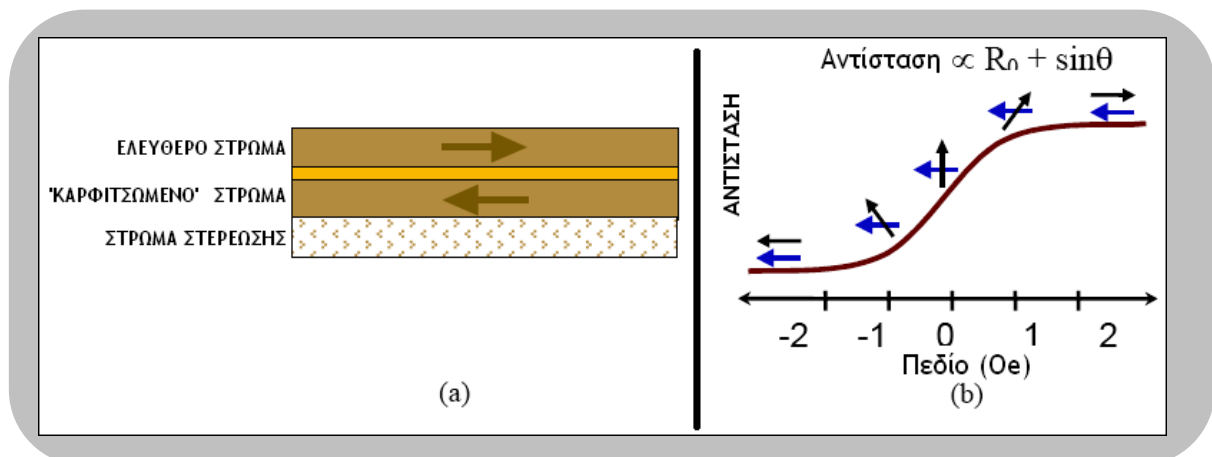 ΕΛΕΥΘΕΡΟ ΣΤΡΩΜΑ
'ΚΑΡΦΙΤΣΩΜΕΝΟ' ΣΤΡΩΜΑ
ΣΤΡΩΜΑ ΣΤΕΡΕΩΣΗΣ
(a)
Αντίσταση ∝ R₀ + sinθ
ΑΝΤΙΣΤΑΣΗ
-2 -1 0 1 2
Πεδίο (Oe)
(b)